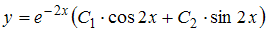 y = e^{-2x}(C_1 · cos 2x + C_2 · sin 2x)